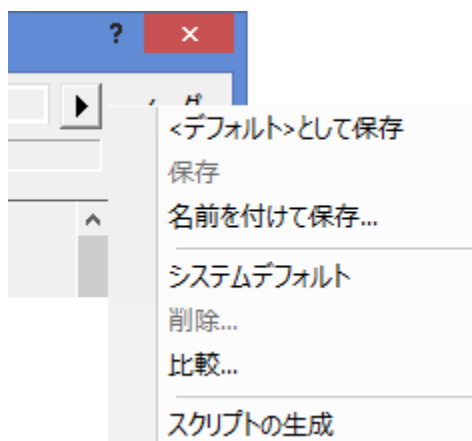 ?
<デフォルト>として保存
保存
名前を付けて保存...
システムデフォルト
削除...
比較...
スクリプトの生成